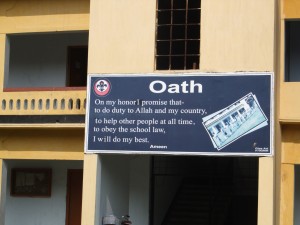 Oath
On my honor I promise that-
to do duty to Allah and my country,
to help other people at all time,
to obey the school law,
I will do my best.
Ameen